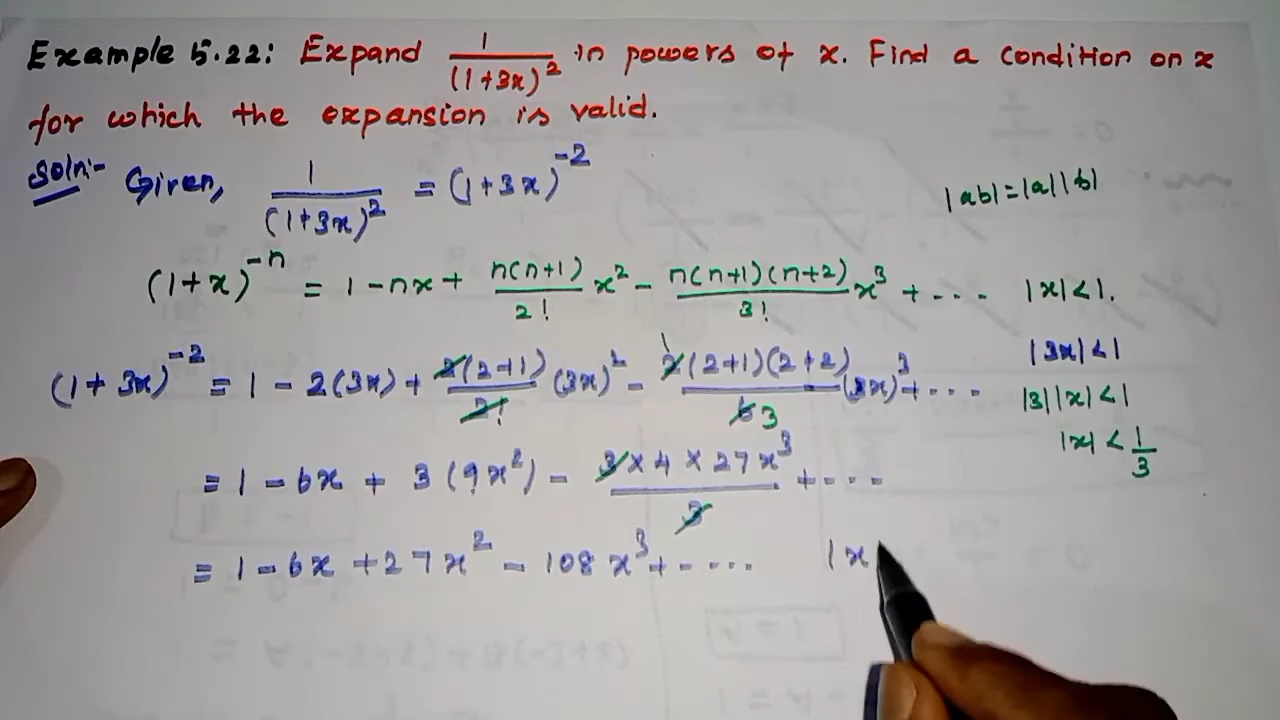 Example 5.22: Expand 1/(1+3x)² in powers of x. Find a condition on x
for which the expansion is valid.
Soln:- Given, 1/(1+3x)² = (1+3x)⁻²
|ab|=|a||b|
(1+x)⁻ⁿ = 1-nx+ n(n+1)/2! x² - n(n+1)(n+2)/3! x³ + ... |x|<1.
(1+3x)⁻² = 1-2(3x)+ 2(2+1)/2! (3x)² - 2(2+1)(2+2)/6 (3x)³+... |3x|<1
1 3
|3||x|<1
|x| < 1/3
= 1-6x + 3(9x²) - 3×4×27x³/3 +...
= 1-6x+27x² - 108x³+.... |x